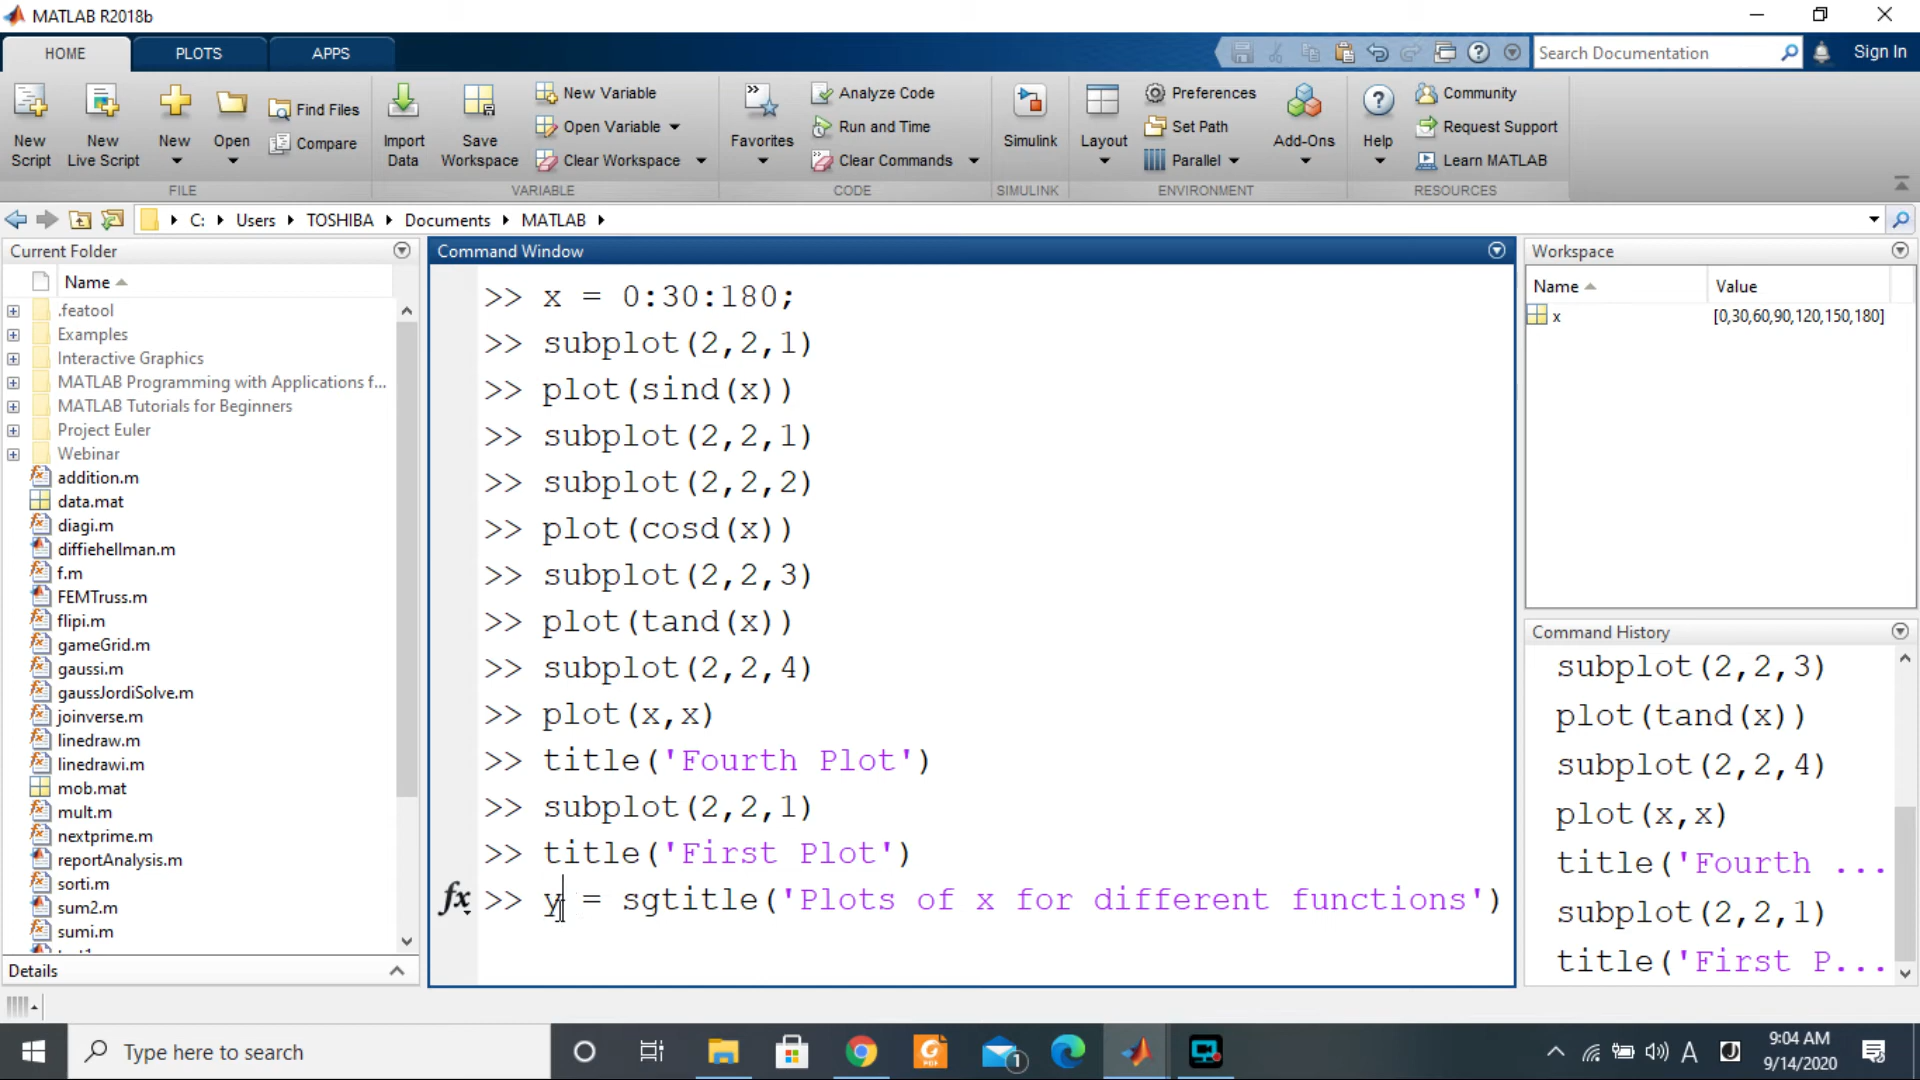 MATLAB R2018b
HOME
PLOTS
APPS
Search Documentation
Sign In
New Script
New Live Script
New
Open
Find Files
Compare
FILE
Import Data
Save Workspace
New Variable
Open Variable
Clear Workspace
VARIABLE
Favorites
Analyze Code
Run and Time
Clear Commands
CODE
Simulink
SIMULINK
Layout
Preferences
Set Path
Parallel
Add-Ons
ENVIRONMENT
Help
Community
Request Support
Learn MATLAB
RESOURCES
C: Users TOSHIBA Documents MATLAB
Current Folder
Name
.featool
Examples
Interactive Graphics
MATLAB Programming with Applications f...
MATLAB Tutorials for Beginners
Project Euler
Webinar
addition.m
data.mat
diagi.m
diffiehellman.m
f.m
FEMTruss.m
flipi.m
gameGrid.m
gaussi.m
gaussJordiSolve.m
joinverse.m
linedraw.m
linedrawi.m
mob.mat
mult.m
nextprime.m
reportAnalysis.m
sorti.m
sum2.m
sumi.m
Details
Command Window
>> x = 0:30:180;
>> subplot(2,2,1)
>> plot(sind(x))
>> subplot(2,2,1)
>> subplot(2,2,2)
>> plot(cosd(x))
>> subplot(2,2,3)
>> plot(tand(x))
>> subplot(2,2,4)
>> plot(x,x)
>> title('Fourth Plot')
>> subplot(2,2,1)
>> title('First Plot')
fx >> y = sgtitle('Plots of x for different functions')
Workspace
Name Value
x [0,30,60,90,120,150,180]
Command History
subplot(2,2,3)
plot(tand(x))
subplot(2,2,4)
plot(x,x)
title('Fourth ...
subplot(2,2,1)
title('First P...
Type here to search
1
A
J
9:04 AM
9/14/2020